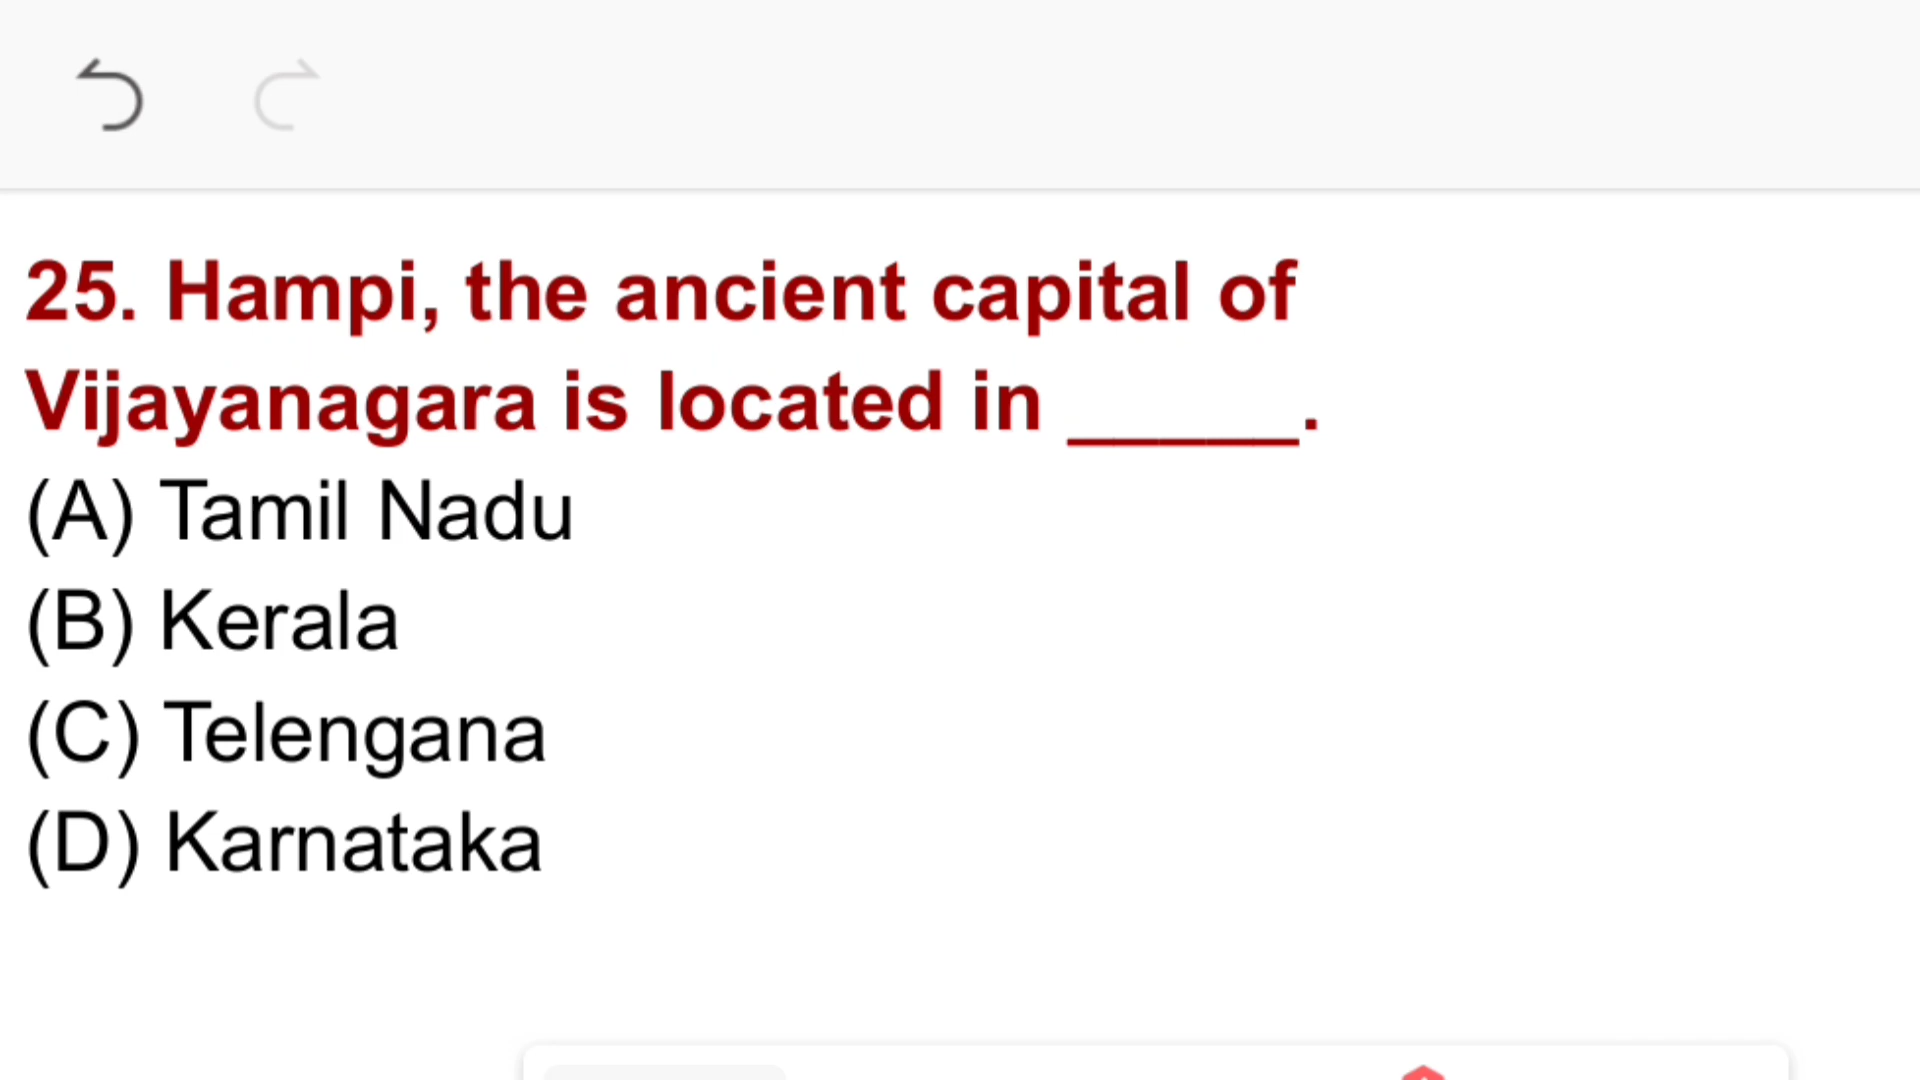 25. Hampi, the ancient capital of
Vijayanagara is located in _____.
(A) Tamil Nadu
(B) Kerala
(C) Telengana
(D) Karnataka